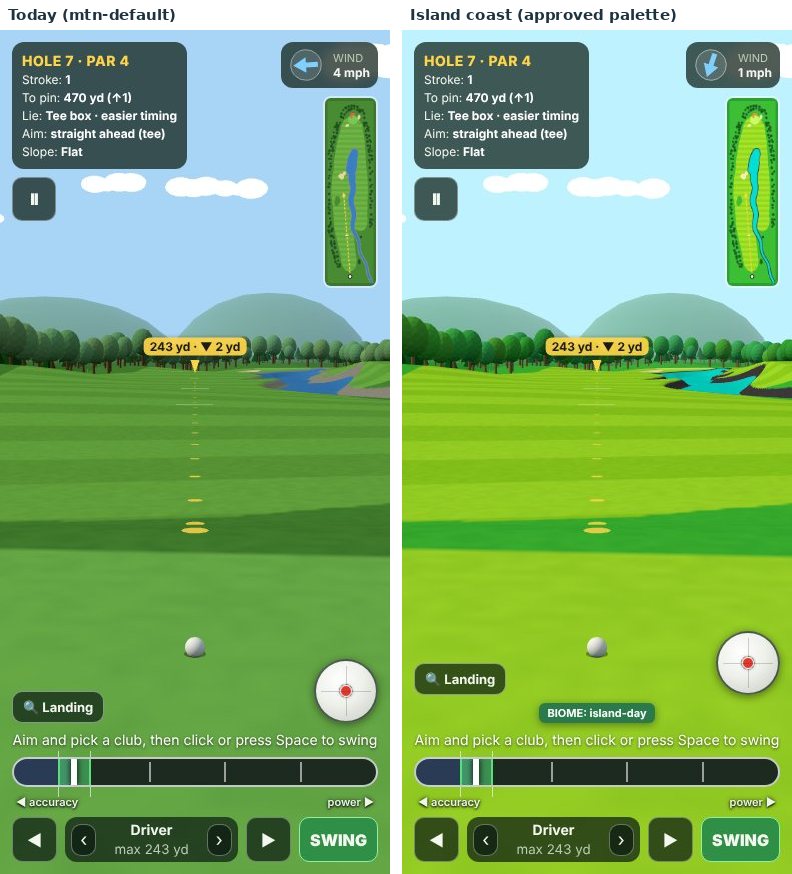 Today (mtn-default)
HOLE 7 · PAR 4
Stroke: 1
To pin: 470 yd (↑1)
Lie: Tee box · easier timing
Aim: straight ahead (tee)
Slope: Flat
WIND
4 mph
243 yd · ▼ 2 yd
🔍 Landing
Aim and pick a club, then click or press Space to swing
◀ accuracy
power ▶
◀
‹
Driver
max 243 yd
›
▶
SWING
Island coast (approved palette)
HOLE 7 · PAR 4
Stroke: 1
To pin: 470 yd (↑1)
Lie: Tee box · easier timing
Aim: straight ahead (tee)
Slope: Flat
WIND
1 mph
243 yd · ▼ 2 yd
🔍 Landing
BIOME: island-day
Aim and pick a club, then click or press Space to swing
◀ accuracy
power ▶
◀
‹
Driver
max 243 yd
›
▶
SWING